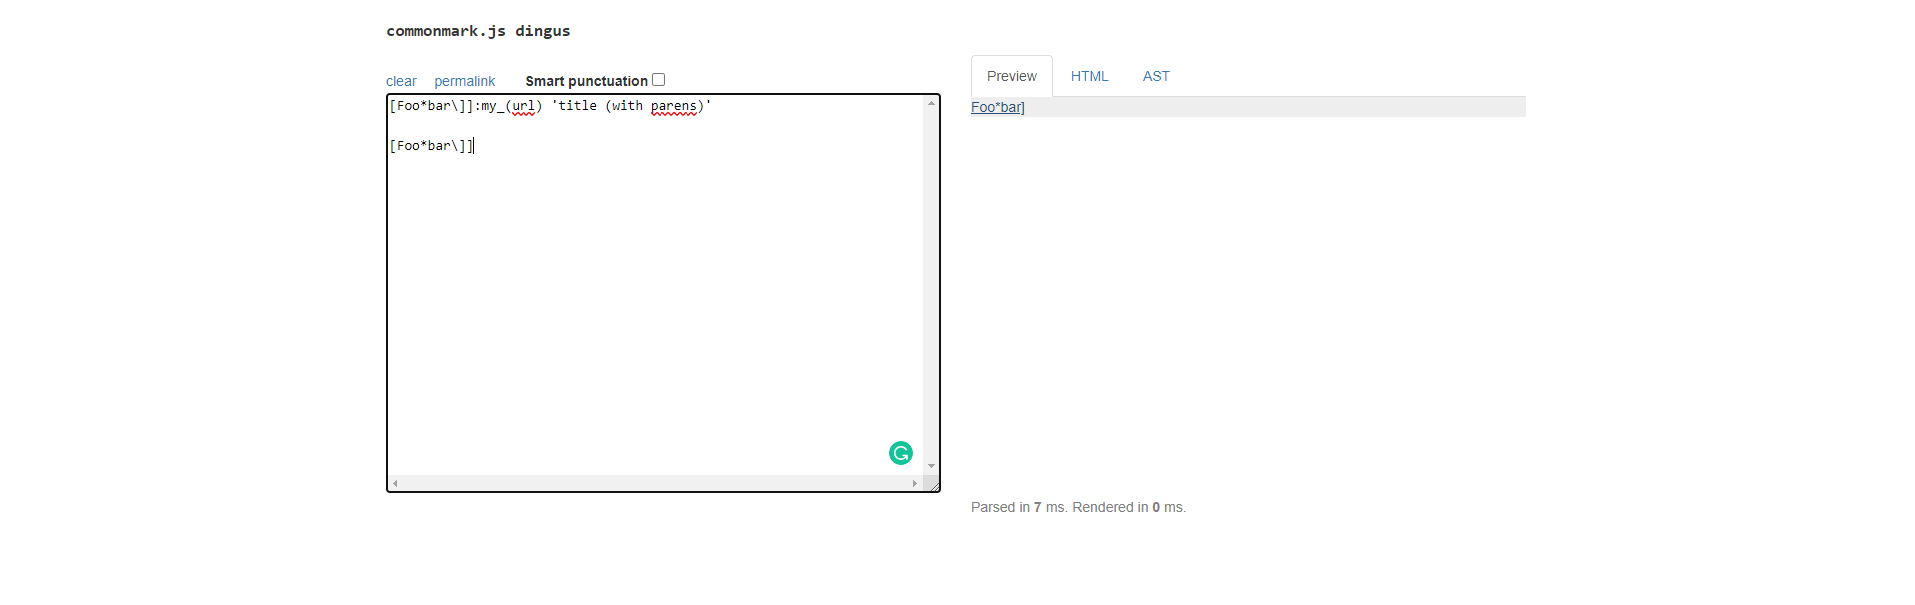 commonmark.js dingus
clear permalink Smart punctuation
[Foo*bar\]]:my_(url) 'title (with parens)'
[Foo*bar\]]
Preview HTML AST
Foo*bar]
Parsed in 7 ms. Rendered in 0 ms.